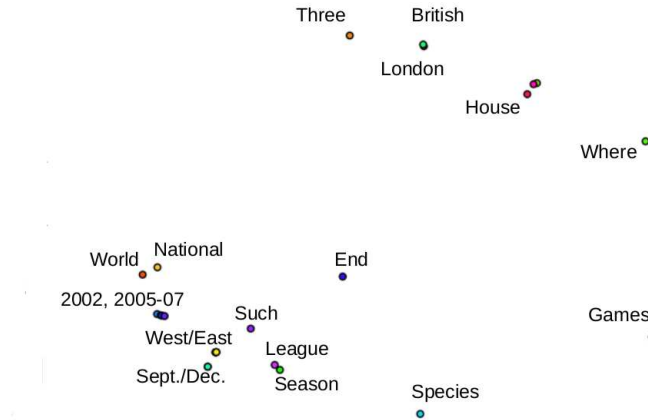 Three
British
London
House
Where
National
World
End
2002, 2005-07
Such
Games
West/East
League
Sept./Dec.
Season
Species